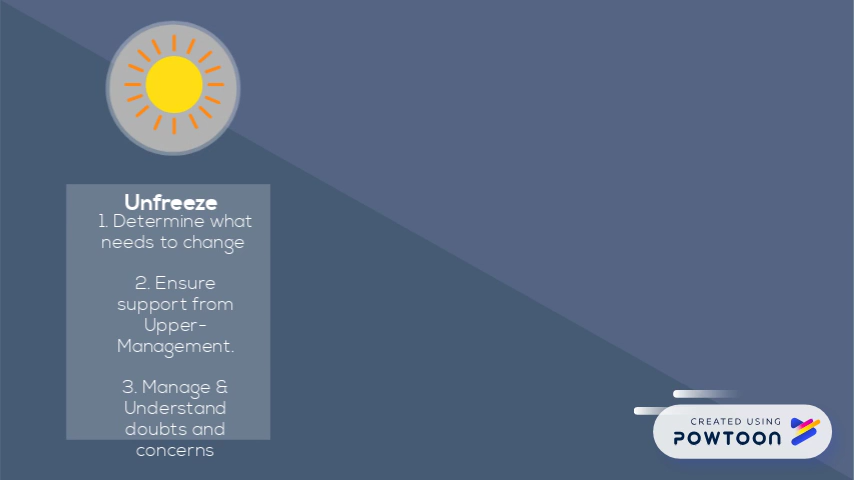 Unfreeze
1. Determine what
needs to change
2. Ensure
support from
Upper-
Management.
3. Manage &
Understand
doubts and
concerns
CREATED USING
POWTOON